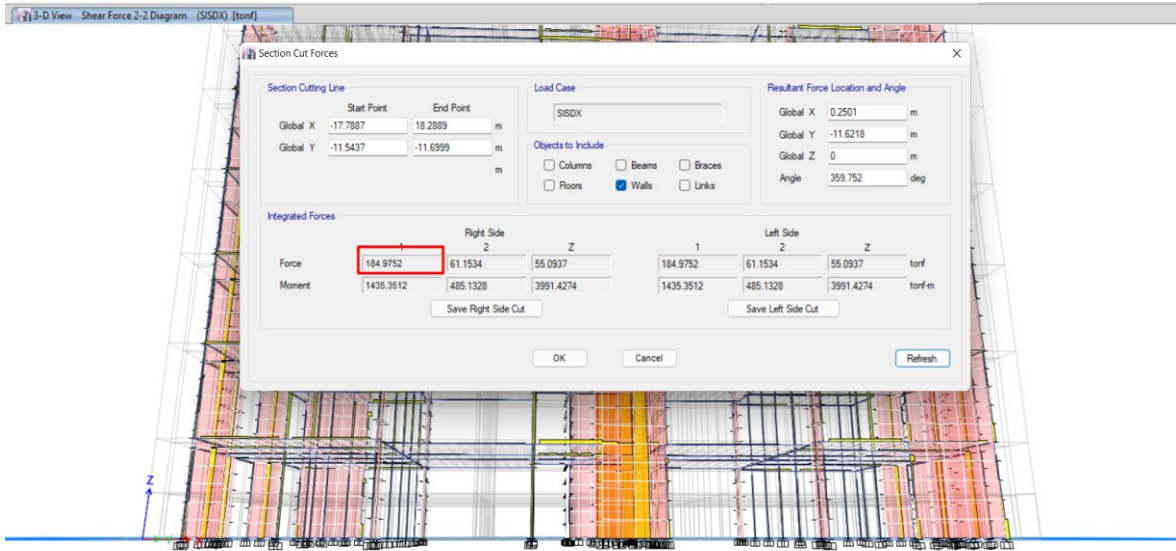 3-D View Shear Force 2-2 Diagram (SISDX) [tonf]
Section Cut Forces
Section Cutting Line
Start Point End Point
Global X -17.7887 18.2889 m
Global Y -11.5437 -11.6999 m
m
Load Case
SISDX
Objects to Include
Columns Beams Braces
Floors Walls Links
Resultant Force Location and Angle
Global X 0.2501 m
Global Y -11.6218 m
Global Z 0 m
Angle 359.752 deg
Integrated Forces
Right Side Left Side
1 2 Z 1 2 Z
Force 184.9752 61.1534 55.0937 184.9752 61.1534 55.0937 tonf
Moment 1435.3512 485.1328 3991.4274 1435.3512 485.1328 3991.4274 tonf-m
Save Right Side Cut Save Left Side Cut
OK Cancel Refresh
Z